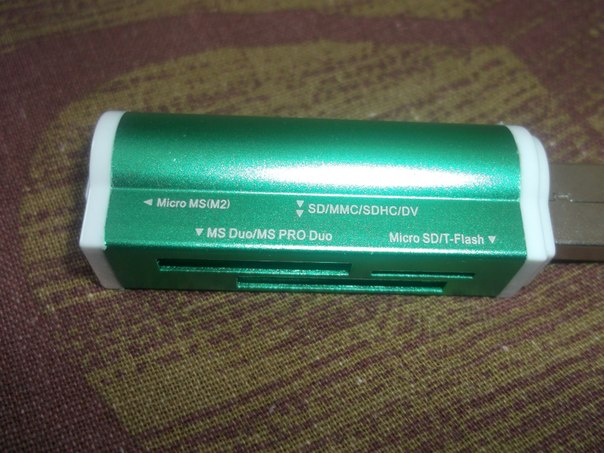 ◄ Micro MS(M2)
▼▼ SD/MMC/SDHC/DV
▼ MS Duo/MS PRO Duo
Micro SD/T-Flash ▼